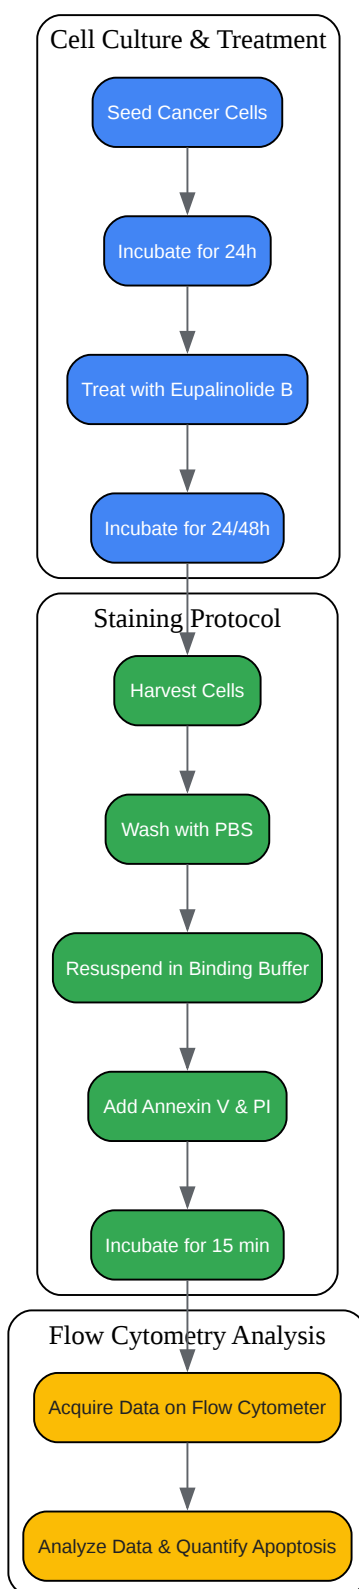 Cell Culture & Treatment
Seed Cancer Cells
Incubate for 24h
Treat with Eupalinolide B
Incubate for 24/48h
Staining Protocol
Harvest Cells
Wash with PBS
Resuspend in Binding Buffer
Add Annexin V & PI
Incubate for 15 min
Flow Cytometry Analysis
Acquire Data on Flow Cytometer
Analyze Data & Quantify Apoptosis